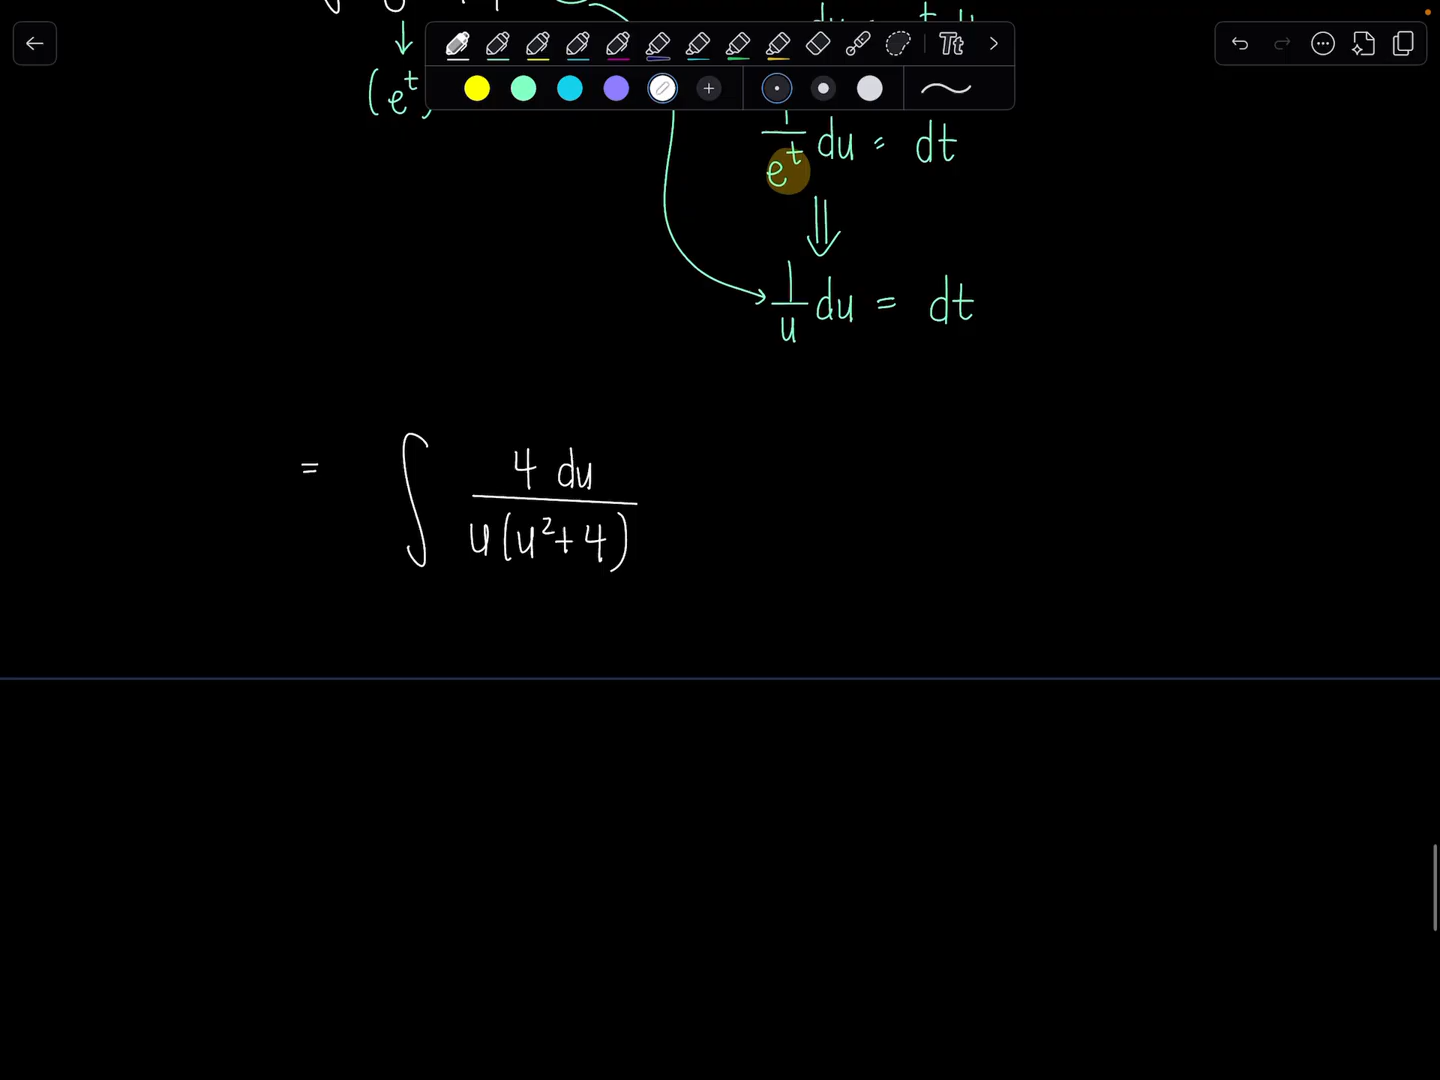 Tt
(e^t
1/e^t du = dt
⇓
1/u du = dt
= ∫ 4 du / u(u²+4)